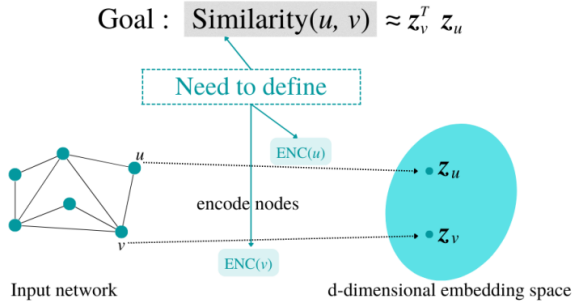 Goal : Similarity(u, v) ≈ z_v^T z_u
Need to define
ENC(u)
u
z_u
encode nodes
v
z_v
ENC(v)
Input network
d-dimensional embedding space